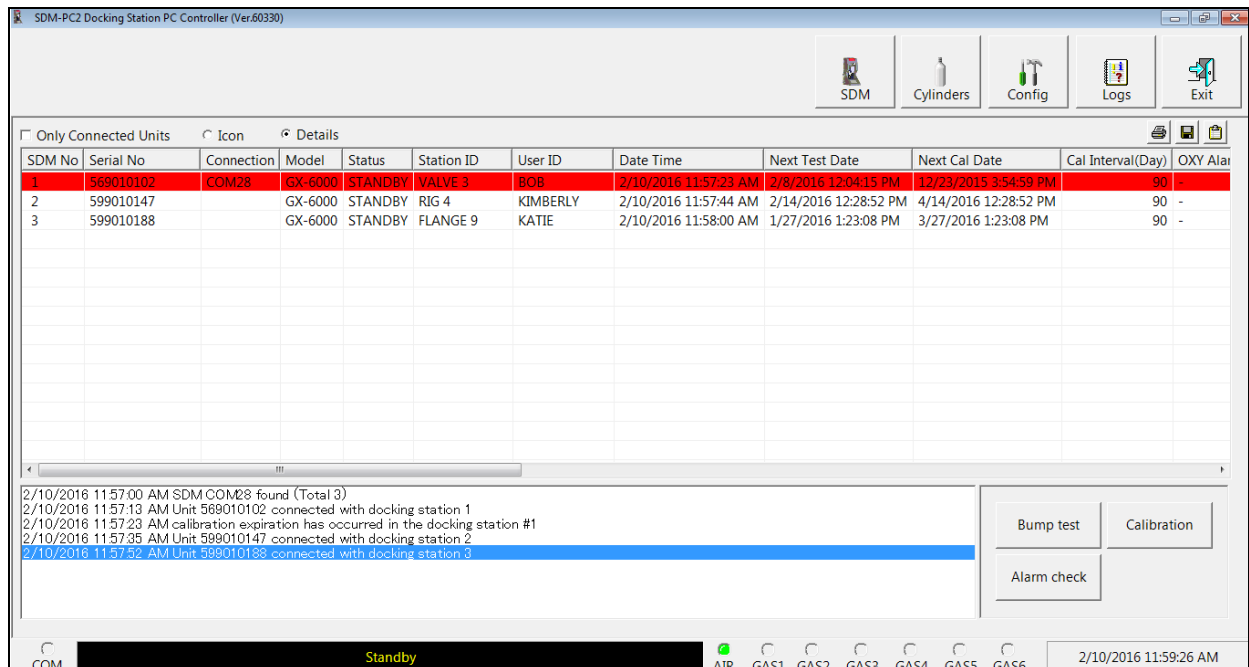 SDM-PC2 Docking Station PC Controller (Ver.60330)
SDM Cylinders Config Logs Exit
Only Connected Units Icon Details
SDM No Serial No Connection Model Status Station ID User ID Date Time Next Test Date Next Cal Date Cal Interval(Day) OXY Alar
1 569010102 COM28 GX-6000 STANDBY VALVE 3 BOB 2/10/2016 11:57:23 AM 2/8/2016 12:04:15 PM 12/23/2015 3:54:59 PM 90 -
2 599010147 GX-6000 STANDBY RIG 4 KIMBERLY 2/10/2016 11:57:44 AM 2/14/2016 12:28:52 PM 4/14/2016 12:28:52 PM 90 -
3 599010188 GX-6000 STANDBY FLANGE 9 KATIE 2/10/2016 11:58:00 AM 1/27/2016 1:23:08 PM 3/27/2016 1:23:08 PM 90 -
2/10/2016 11:57:00 AM SDM COM28 found (Total 3)
2/10/2016 11:57:13 AM Unit 569010102 connected with docking station 1
2/10/2016 11:57:23 AM calibration expiration has occurred in the docking station #1
2/10/2016 11:57:35 AM Unit 599010147 connected with docking station 2
2/10/2016 11:57:52 AM Unit 599010188 connected with docking station 3
Bump test Calibration
Alarm check
COM Standby AIR GAS1 GAS2 GAS3 GAS4 GAS5 GAS6 2/10/2016 11:59:26 AM